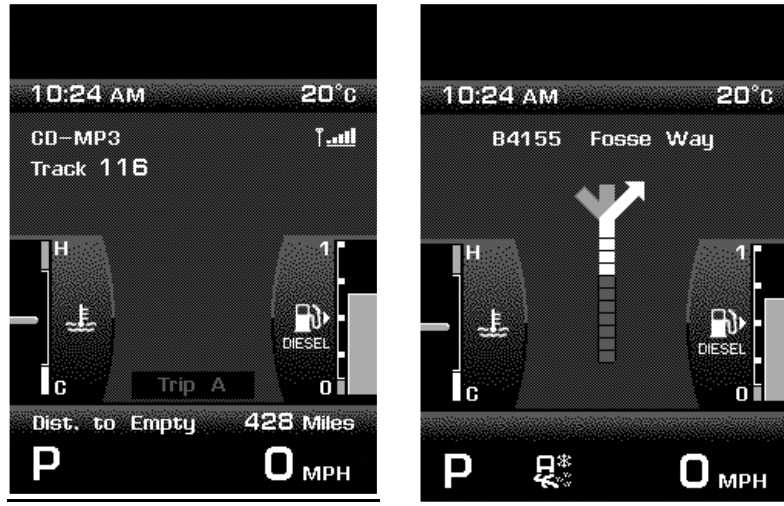 10:24 AM 20°C
CD-MP3
Track 116
H 1
DIESEL
C 0
Trip A
Dist. to Empty 428 Miles
P 0 MPH
10:24 AM 20°C
B4155 Fosse Way
H 1
DIESEL
C 0
P 0 MPH